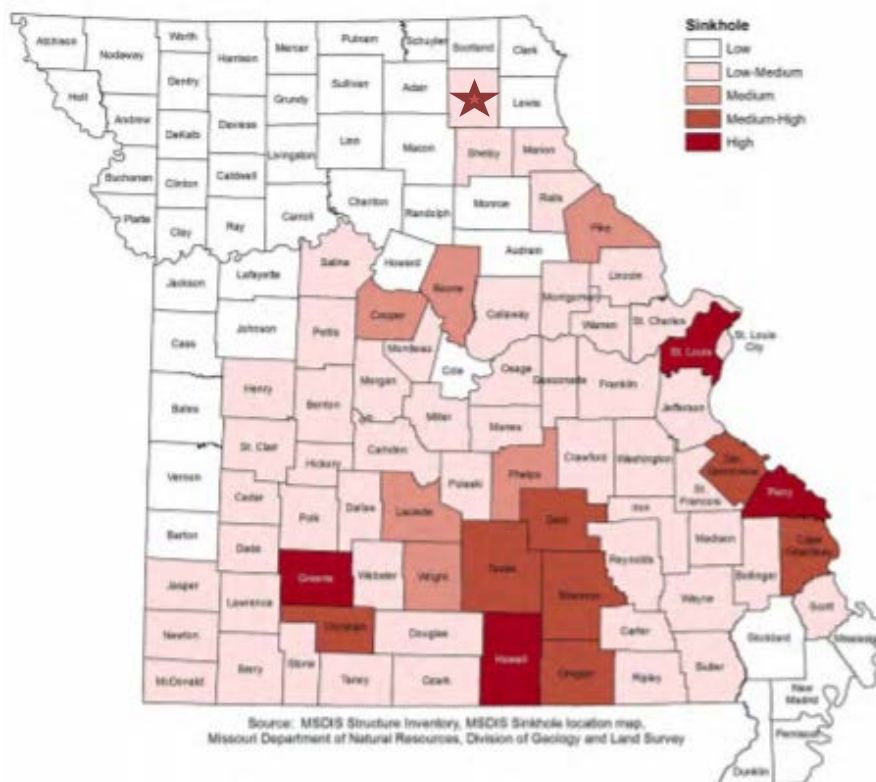 Sinkhole
Low
Low-Medium
Medium
Medium-High
High
Atchison
Nodaway
Worth
Harrison
Mercer
Putnam
Schuyler
Scotland
Clark
Holt
Gentry
Sullivan
Adair
Lewis
Andrew
DeKalb
Daviess
Grundy
Linn
Macon
Shelby
Marion
Buchanan
Clinton
Caldwell
Livingston
Chariton
Randolph
Monroe
Ralls
Platte
Clay
Ray
Carroll
Pike
Audrain
Jackson
Lafayette
Saline
Howard
Boone
Callaway
Montgomery
Lincoln
Warren
St. Charles
St. Louis
St. Louis
City
Cass
Johnson
Pettis
Cooper
Moniteau
Cole
Osage
Gasconade
Franklin
Jefferson
Bates
Henry
Benton
Morgan
Miller
Maries
St. Clair
Hickory
Camden
Pulaski
Phelps
Crawford
Washington
St.
Francois
Perry
Vernon
Cedar
Polk
Dallas
Laclede
Dent
Iron
Madison
Barton
Dade
Greene
Webster
Wright
Texas
Shannon
Reynolds
Bollinger
Jasper
Lawrence
Douglas
Howell
Carter
Wayne
Scott
Newton
Stone
Taney
Ozark
Oregon
Ripley
Butler
Stoddard
McDonald
Barry
New
Madrid
Dunklin
Source: MSDIS Structure Inventory, MSDIS Sinkhole location map,
Missouri Department of Natural Resources, Division of Geology and Land Survey